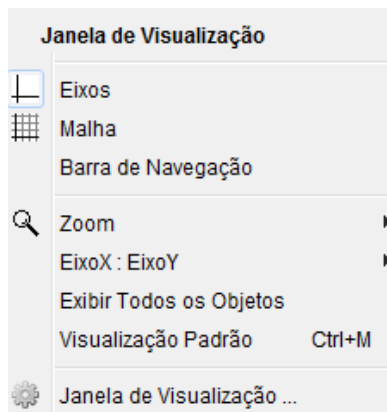 Janela de Visualização
Eixos
Malha
Barra de Navegação
Zoom
EixoX : EixoY
Exibir Todos os Objetos
Visualização Padrão Ctrl+M
Janela de Visualização ...